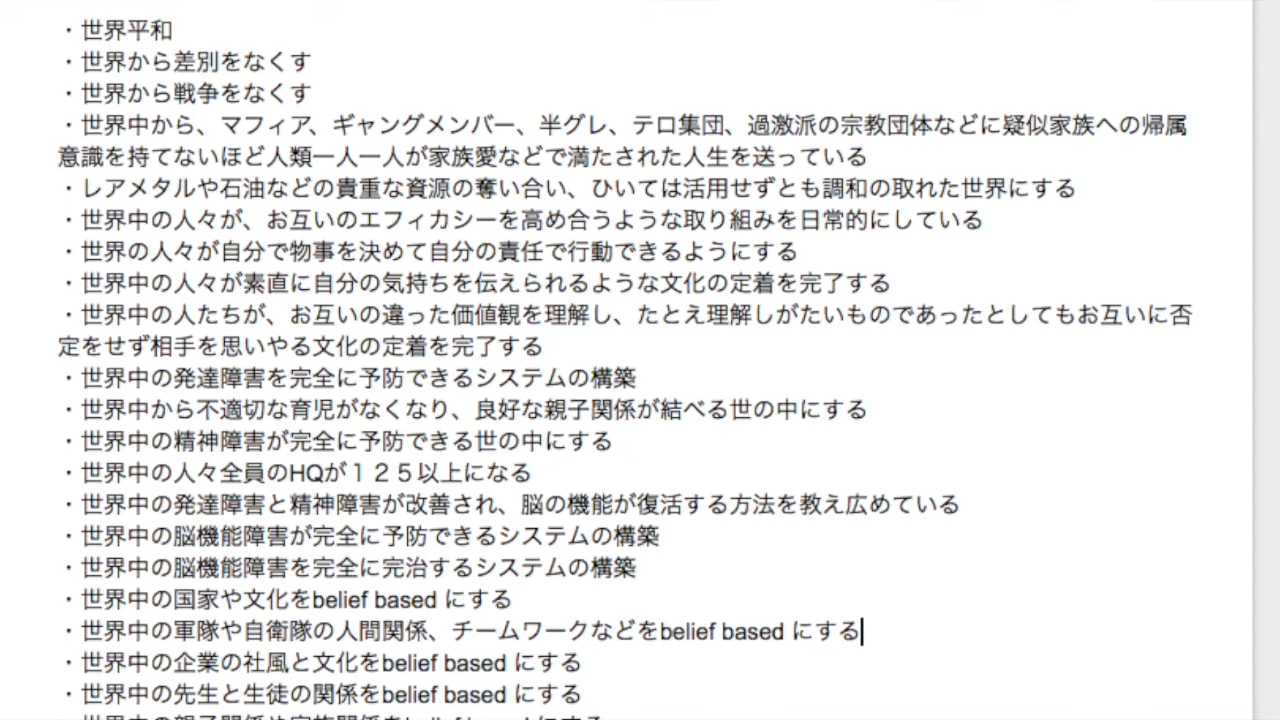 ・世界平和
・世界から差別をなくす
・世界から戦争をなくす
・世界中から、マフィア、ギャングメンバー、半グレ、テロ集団、過激派の宗教団体などに疑似家族への帰属
意識を持てないほど人類一人一人が家族愛などで満たされた人生を送っている
・レアメタルや石油などの貴重な資源の奪い合い、ひいては活用せずとも調和の取れた世界にする
・世界中の人々が、お互いのエフィカシーを高め合うような取り組みを日常的にしている
・世界の人々が自分で物事を決めて自分の責任で行動できるようにする
・世界中の人々が素直に自分の気持ちを伝えられるような文化の定着を完了する
・世界中の人たちが、お互いの違った価値観を理解し、たとえ理解しがたいものであったとしてもお互いに否
定をせず相手を思いやる文化の定着を完了する
・世界中の発達障害を完全に予防できるシステムの構築
・世界中から不適切な育児がなくなり、良好な親子関係が結べる世の中にする
・世界中の精神障害が完全に予防できる世の中にする
・世界中の人々全員のHQが１２５以上になる
・世界中の発達障害と精神障害が改善され、脳の機能が復活する方法を教え広めている
・世界中の脳機能障害が完全に予防できるシステムの構築
・世界中の脳機能障害を完全に完治するシステムの構築
・世界中の国家や文化をbelief based にする
・世界中の軍隊や自衛隊の人間関係、チームワークなどをbelief based にする
・世界中の企業の社風と文化をbelief based にする
・世界中の先生と生徒の関係をbelief based にする
・世界中の親子関係や家族関係をbelief based にする